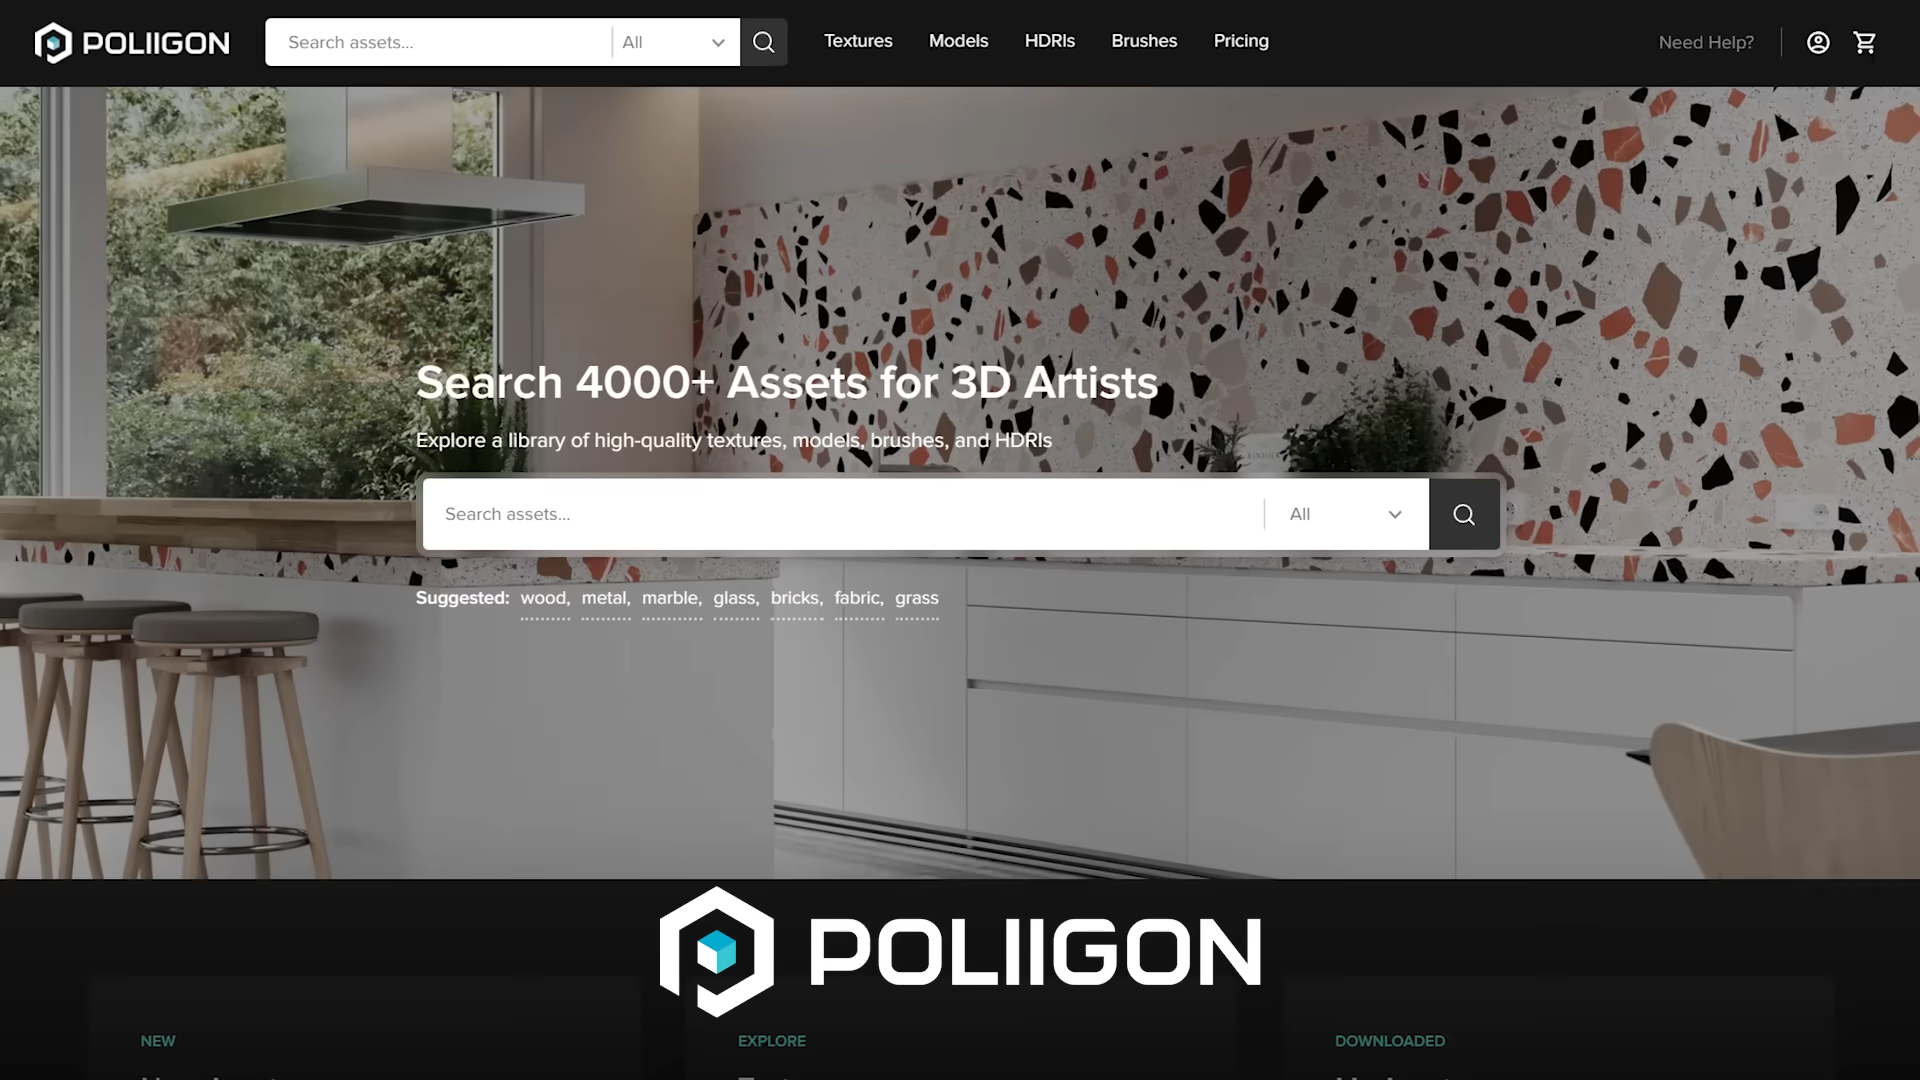 POLIIGON
Search assets...
All
Textures
Models
HDRIs
Brushes
Pricing
Need Help?
Search 4000+ Assets for 3D Artists
Explore a library of high-quality textures, models, brushes, and HDRIs
Search assets...
All
Suggested: wood, metal, marble, glass, bricks, fabric, grass
POLIIGON
NEW
EXPLORE
DOWNLOADED